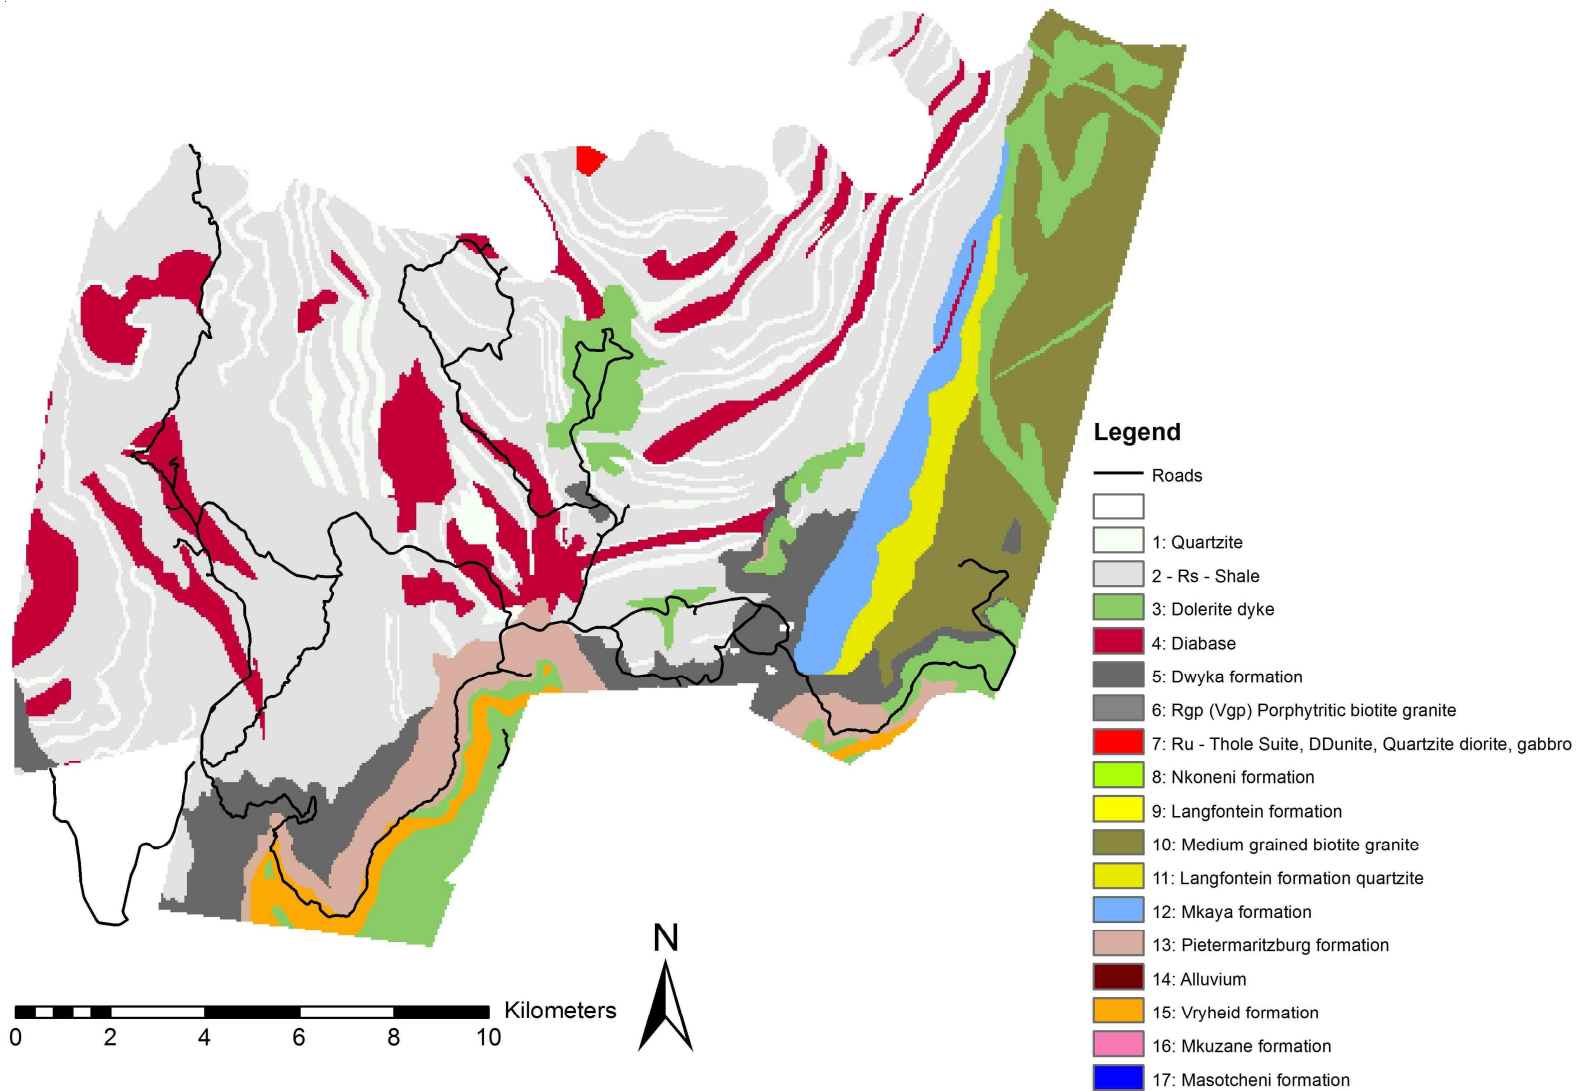 Legend
Roads
1: Quartzite
2 - Rs - Shale
3: Dolerite dyke
4: Diabase
5: Dwyka formation
6: Rgp (Vgp) Porphytritic biotite granite
7: Ru - Thole Suite, DDunite, Quartzite diorite, gabbro
8: Nkoneni formation
9: Langfontein formation
10: Medium grained biotite granite
11: Langfontein formation quartzite
12: Mkaya formation
13: Pietermaritzburg formation
14: Alluvium
15: Vryheid formation
16: Mkuzane formation
17: Masotcheni formation
N
Kilometers
0 2 4 6 8 10